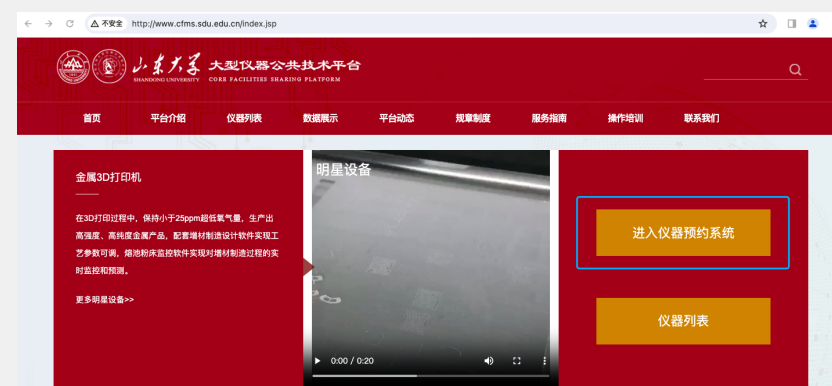 不安全 http://www.cfms.sdu.edu.cn/index.jsp
山东大学 大型仪器公共技术平台
SHANDONG UNIVERSITY CORE FACILITIES SHARING PLATFORM
首页 平台介绍 仪器列表 数据展示 平台动态 规章制度 服务指南 操作培训 联系我们
金属3D打印机
在3D打印过程中，保持小于25ppm超低氧气量，生产出
高强度、高纯度金属产品，配套增材制造设计软件实现工
艺参数可调，熔池粉床监控软件实现对增材制造过程的实
时监控和预测。
更多明星设备>>
明星设备
0:00 / 0:20
进入仪器预约系统
仪器列表